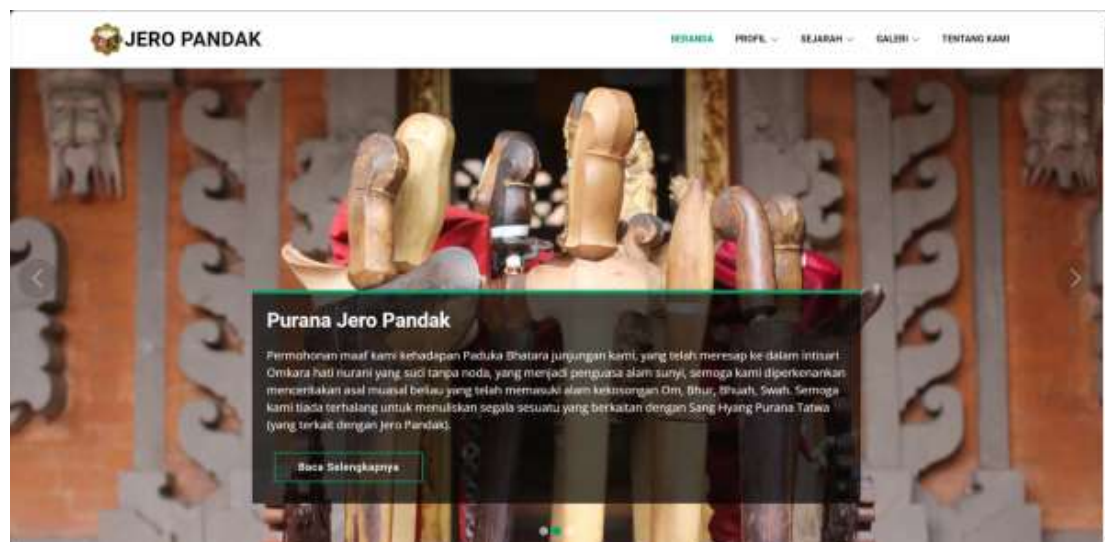 JERO PANDAK
BERANDA PROFIL SEJARAH GALERI TENTANG KAMI
Purana Jero Pandak
Permohonan maaf kami kehadapan Paduka Bhatara junjungan kami, yang telah meresap ke dalam intisari
Omkara hati nurani yang suci tanpa noda, yang menjadi penguasa alam sunyi, semoga kami diperkenankan
menceritakan asal muasal beliau yang telah memasuki alam kekosongan Om, Bhur, Bhuah, Swah. Semoga
kami tiada terhalang untuk menuliskan segala sesuatu yang berkaitan dengan Sang Hyang Purana Tatwa
(yang terkait dengan Jero Pandak).
Baca Selengkapnya